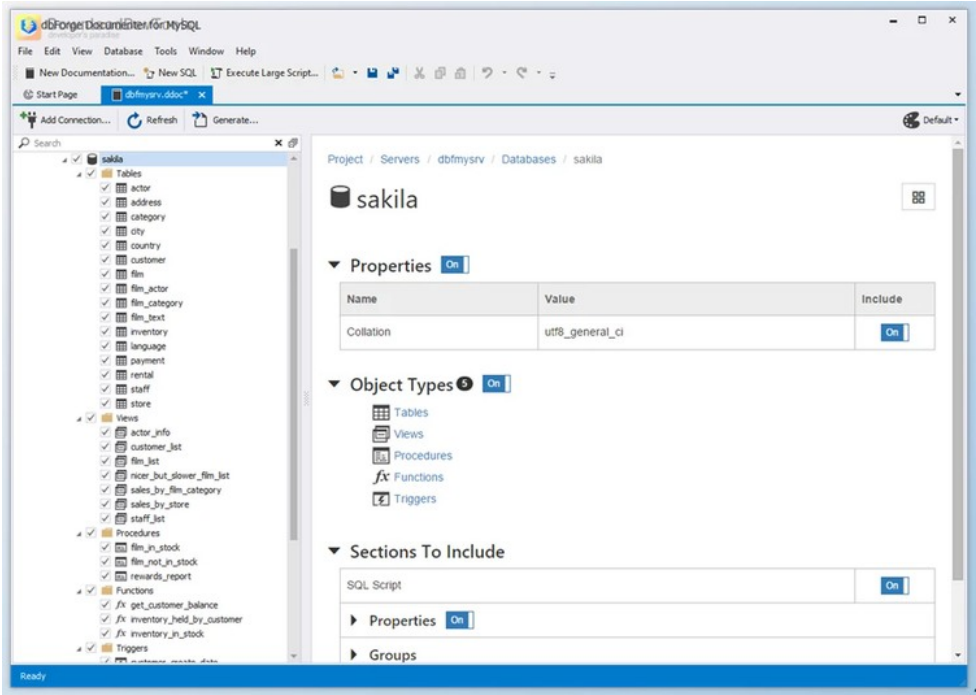 dbForge Documenter for MySQL
File Edit View Database Tools Window Help
New Documentation... New SQL Execute Large Script...
Start Page dbfmysrv.ddoc*
Add Connection... Refresh Generate... Default
Search
sakila
Tables
actor
address
category
city
country
customer
film
film_actor
film_category
film_text
inventory
language
payment
rental
staff
store
Views
actor_info
customer_list
film_list
nicer_but_slower_film_list
sales_by_film_category
sales_by_store
staff_list
Procedures
film_in_stock
film_not_in_stock
rewards_report
Functions
fx get_customer_balance
fx inventory_held_by_customer
fx inventory_in_stock
Triggers
customer_create_date
Project / Servers / dbfmysrv / Databases / sakila
sakila
Properties On
Name Value Include
Collation utf8_general_ci On
Object Types 5 On
Tables
Views
Procedures
fx Functions
Triggers
Sections To Include
SQL Script On
Properties On
Groups
Ready